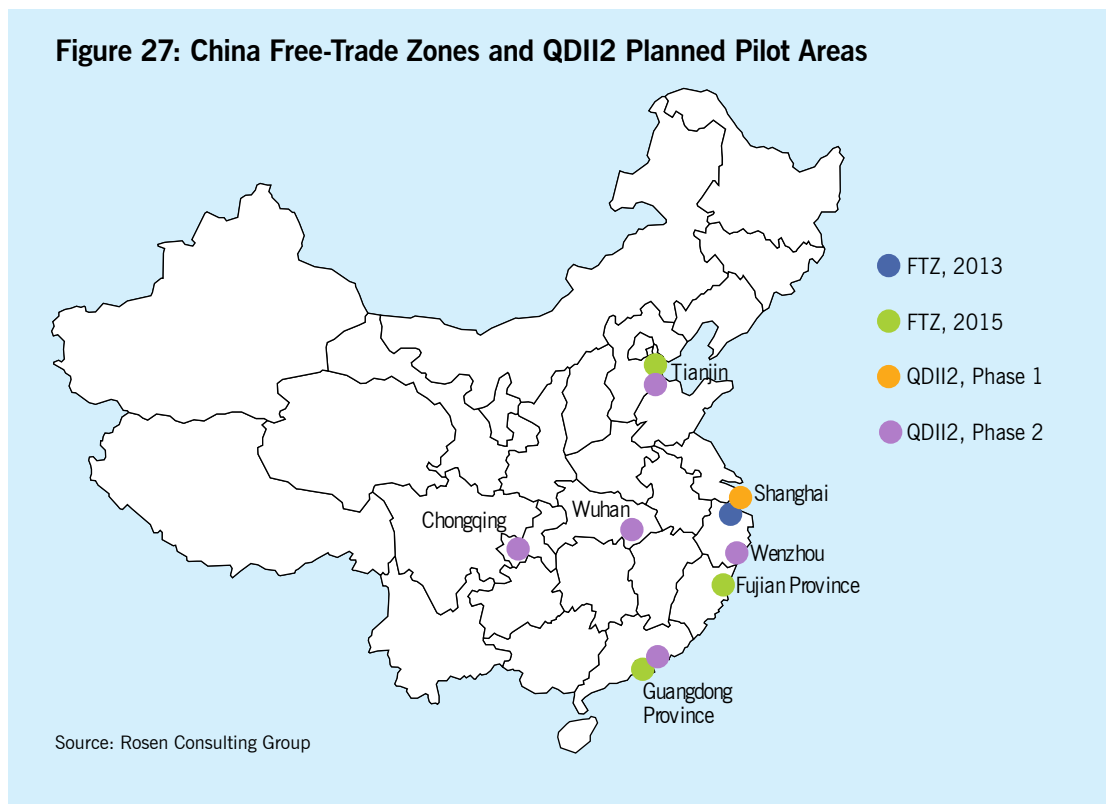 Figure 27: China Free-Trade Zones and QDII2 Planned Pilot Areas
FTZ, 2013
FTZ, 2015
QDII2, Phase 1
QDII2, Phase 2
Tianjin
Shanghai
Wuhan
Chongqing
Wenzhou
Fujian Province
Guangdong
Province
Source: Rosen Consulting Group